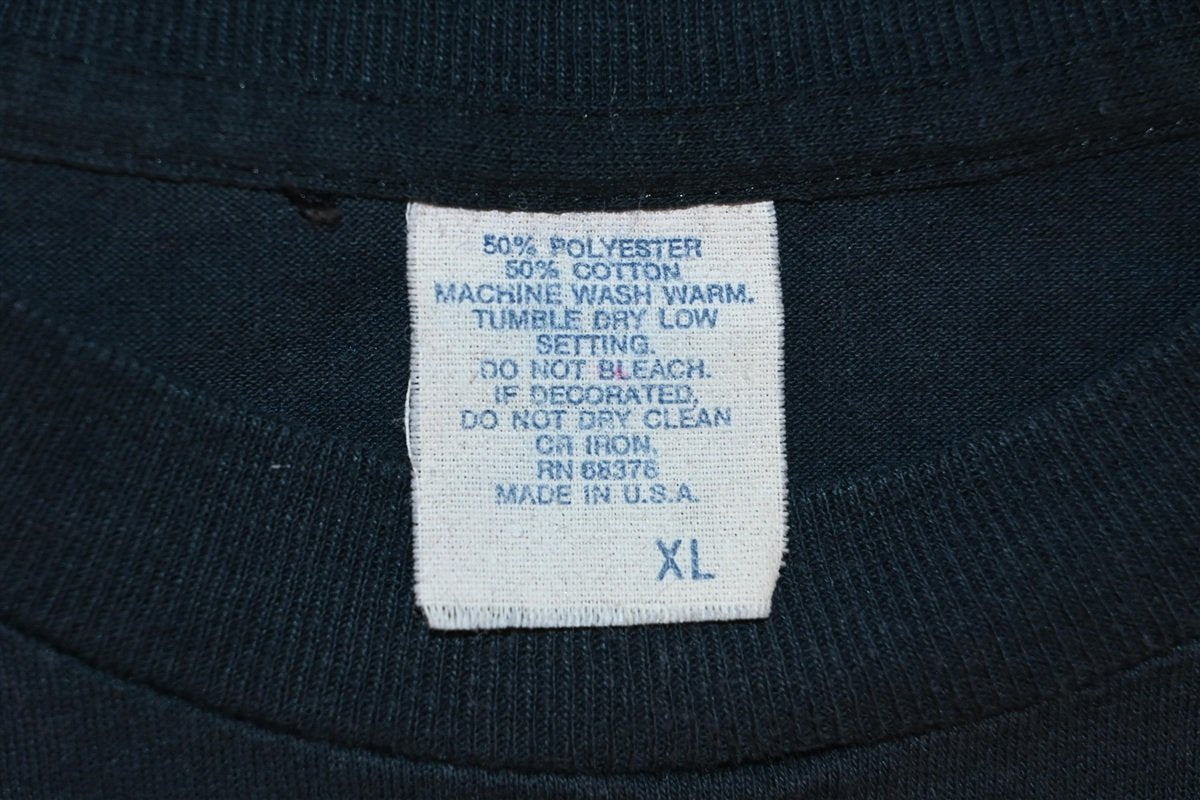 50% POLYESTER
50% COTTON
MACHINE WASH WARM.
TUMBLE DRY LOW
SETTING.
DO NOT BLEACH.
IF DECORATED,
DO NOT DRY CLEAN
OR IRON.
RN 68376
MADE IN U.S.A.
XL